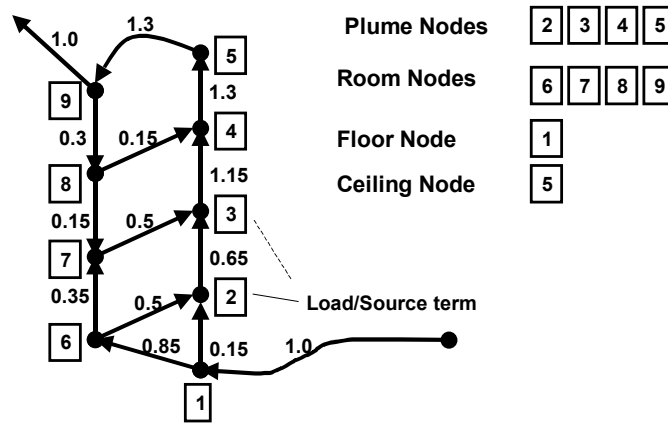 1.0 1.3 5 Plume Nodes 2 3 4 5
9 1.3 Room Nodes 6 7 8 9
0.3 0.15 4 Floor Node 1
8 1.15 Ceiling Node 5
0.15 0.5 3
7 0.65
0.35 0.5 2 Load/Source term
6 0.85 0.15 1.0
1